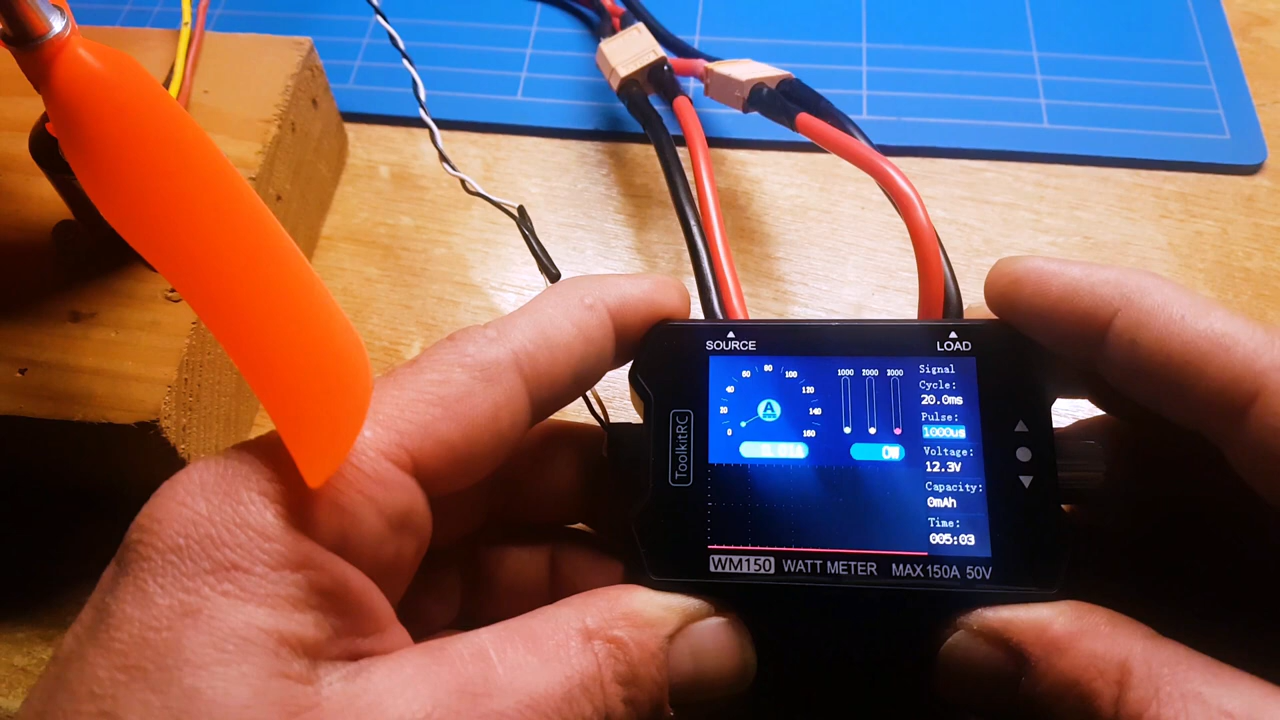 SOURCE
LOAD
ToolkitRC
0 20 40 60 80 100 120 140 160
A
1000 2000 3000
0W
Signal
Cycle:
20.0ms
Pulse:
1000us
Voltage:
12.3V
Capacity:
0mAh
Time:
005:03
WM150 WATT METER MAX 150A 50V